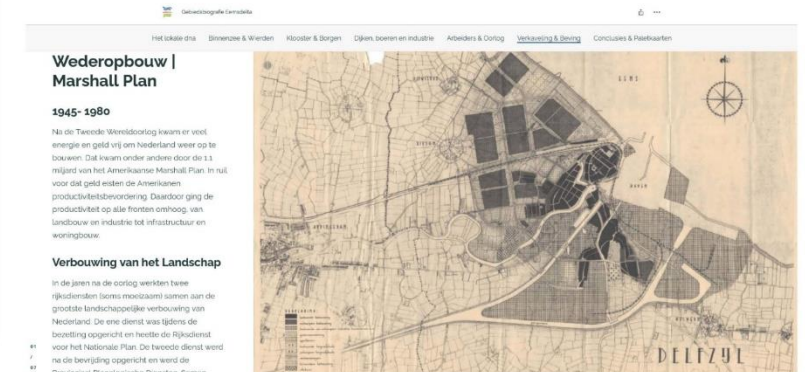 Gebiedsbiografie Eemsdelta
Het lokale dna Binnenzee & Wierden Klooster & Borgen Dijken, boeren en industrie Arbeiders & Oorlog Verkaveling & Beving Conclusies & Paletkaarten
Wederopbouw |
Marshall Plan
1945- 1980
Na de Tweede Wereldoorlog kwam er veel
energie en geld vrij om Nederland weer op te
bouwen. Dat kwam onder andere door de 1.1
miljard van het Amerikaanse Marshall Plan. In ruil
voor dat geld eisten de Amerikanen
productiviteitsbevordering. Daardoor ging de
productiviteit op alle fronten omhoog, van
landbouw en industrie tot infrastructuur en
woningbouw.
Verbouwing van het Landschap
In de jaren na de oorlog werkten twee
rijksdiensten (soms moeizaam) samen aan de
grootste landschappelijke verbouwing van
Nederland. De ene dienst was tijdens de
bezetting opgericht en heette de Rijksdienst
voor het Nationale Plan. De tweede dienst werd
na de bevrijding opgericht en werd de
EEMS
DELFZYL